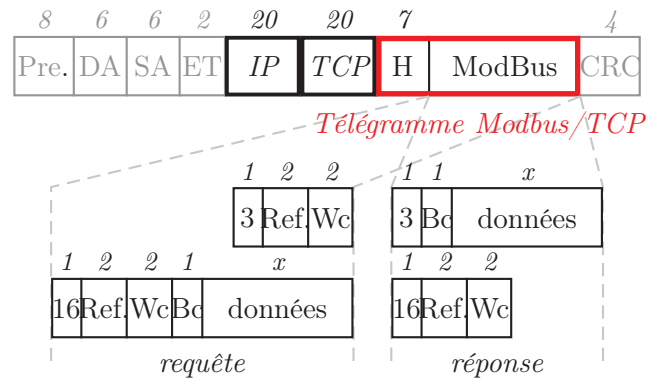 8 6 6 2 20 20 7 4
Pre. DA SA ET IP TCP H ModBus CRC
Télégramme Modbus/TCP
1 2 2 1 1 x
3 Ref. Wc 3 Bc données
1 2 2 1 x 1 2 2
16 Ref. Wc Bc données 16 Ref. Wc
requête réponse